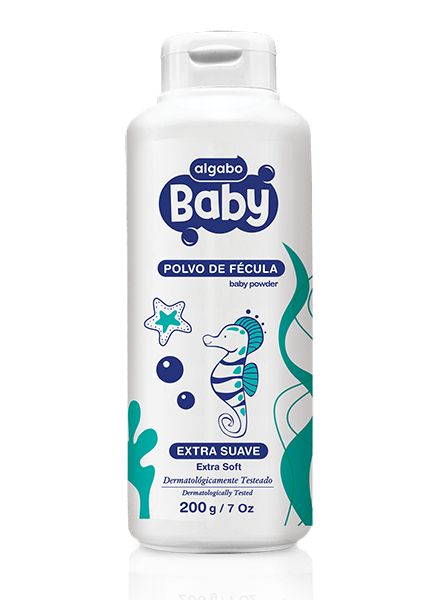 algabo
Baby
POLVO DE FÉCULA
baby powder
EXTRA SUAVE
Extra Soft
Dermatológicamente Testeado
Dermatologically Tested
200 g / 7 Oz